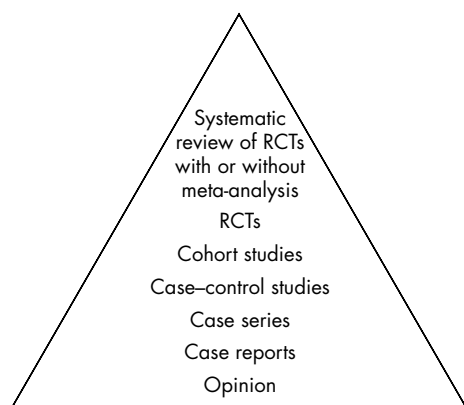 Systematic
review of RCTs
with or without
meta-analysis
RCTs
Cohort studies
Case–control studies
Case series
Case reports
Opinion